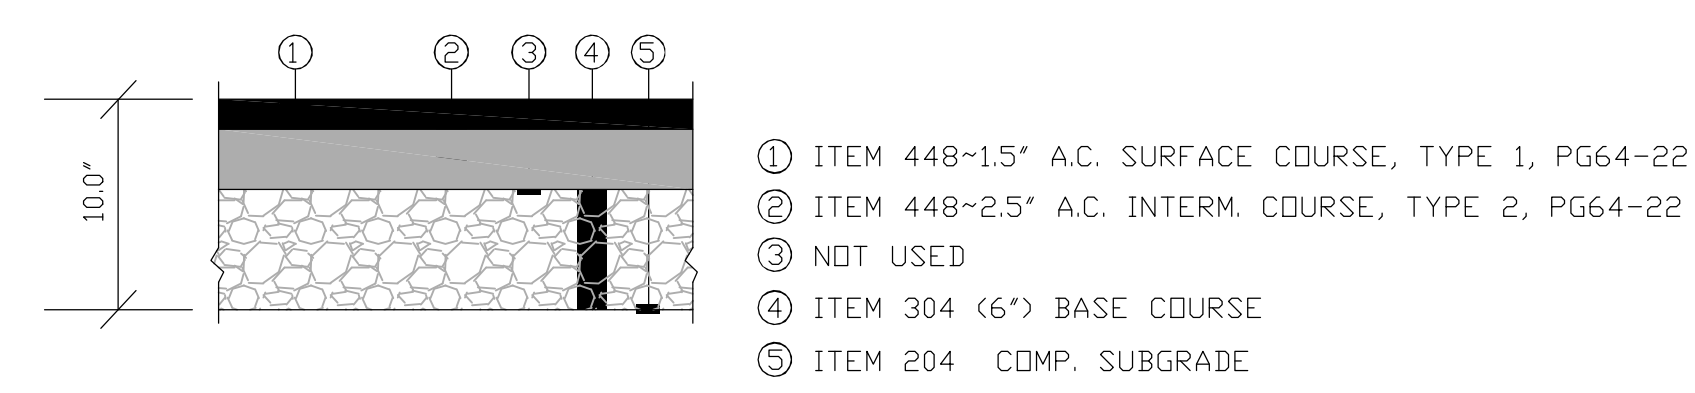 1 2 3 4 5
10.0"
1 ITEM 448~1.5" A.C. SURFACE COURSE, TYPE 1, PG64-22
2 ITEM 448~2.5" A.C. INTERM. COURSE, TYPE 2, PG64-22
3 NOT USED
4 ITEM 304 (6") BASE COURSE
5 ITEM 204 COMP. SUBGRADE